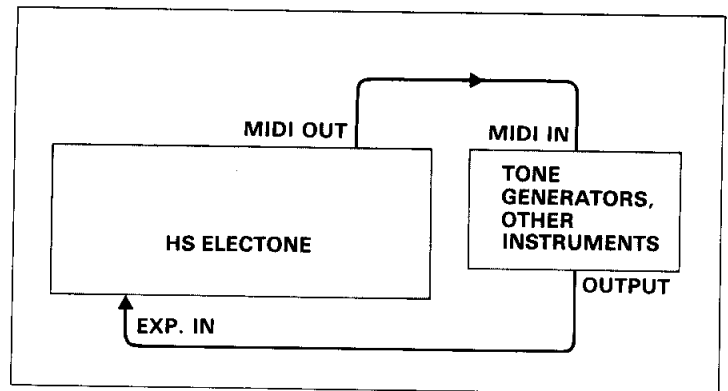 MIDI OUT
MIDI IN
HS ELECTONE
TONE
GENERATORS,
OTHER
INSTRUMENTS
OUTPUT
EXP. IN